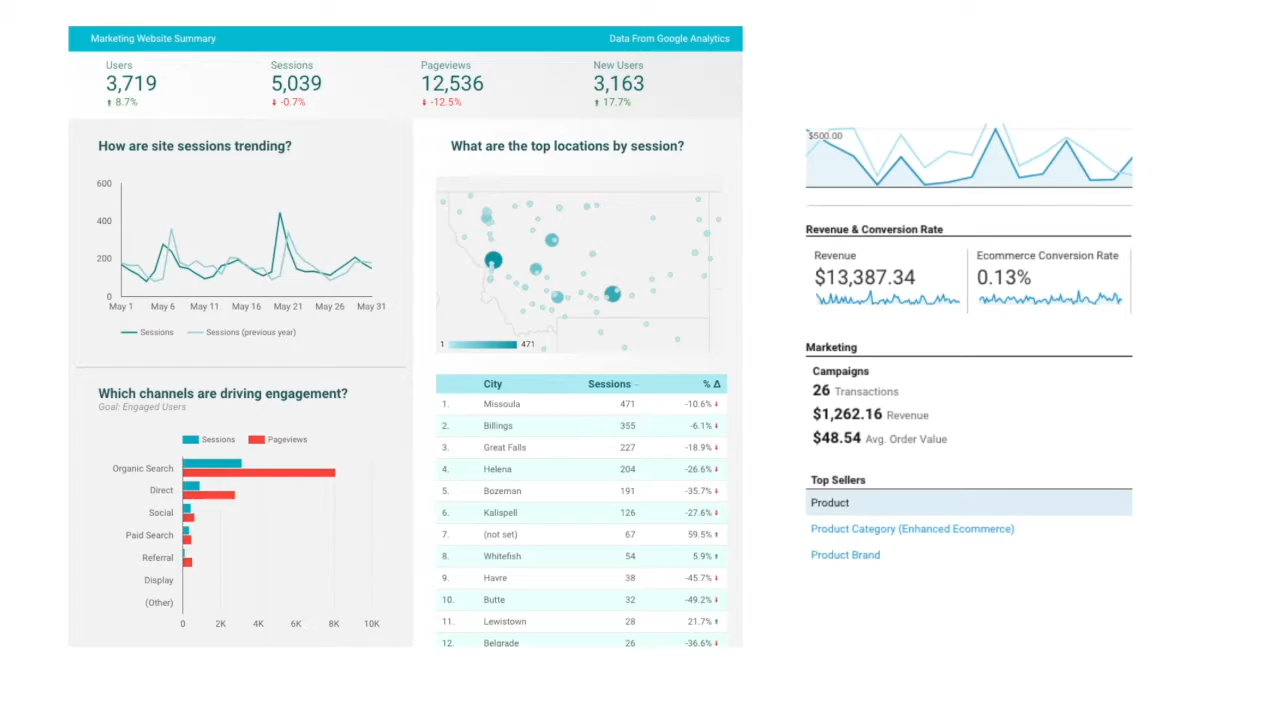 Marketing Website Summary
Data From Google Analytics
Users
3,719
8.7%
Sessions
5,039
-0.7%
Pageviews
12,536
-12.5%
New Users
3,163
17.7%
How are site sessions trending?
600
400
200
0
May 1 May 6 May 11 May 16 May 21 May 26 May 31
Sessions Sessions (previous year)
Which channels are driving engagement?
Goal: Engaged Users
Sessions Pageviews
Organic Search
Direct
Social
Paid Search
Referral
Display
(Other)
0 2K 4K 6K 8K 10K
What are the top locations by session?
1 471
City Sessions % Δ
1. Missoula 471 -10.6%
2. Billings 355 -6.1%
3. Great Falls 227 -18.9%
4. Helena 204 -26.6%
5. Bozeman 191 -35.7%
6. Kalispell 126 -27.6%
7. (not set) 67 59.5%
8. Whitefish 54 5.9%
9. Havre 38 -45.7%
10. Butte 32 -49.2%
11. Lewistown 28 21.7%
12. Belgrade 26 -36.6%
$500.00
Revenue & Conversion Rate
Revenue
$13,387.34
Ecommerce Conversion Rate
0.13%
Marketing
Campaigns
26 Transactions
$1,262.16 Revenue
$48.54 Avg. Order Value
Top Sellers
Product
Product Category (Enhanced Ecommerce)
Product Brand